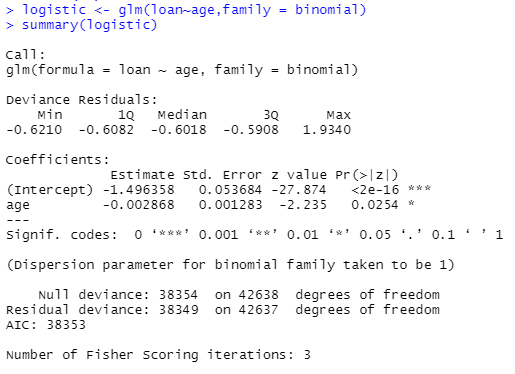 > logistic <- glm(loan~age,family = binomial)
> summary(logistic)
Call:
glm(formula = loan ~ age, family = binomial)
Deviance Residuals:
    Min      1Q  Median      3Q     Max
-0.6210 -0.6082 -0.6018 -0.5908  1.9340
Coefficients:
             Estimate Std. Error z value Pr(>|z|)
(Intercept) -1.496358   0.053684 -27.874   <2e-16 ***
age         -0.002868   0.001283  -2.235   0.0254 *
---
Signif. codes:  0 ‘***’ 0.001 ‘**’ 0.01 ‘*’ 0.05 ‘.’ 0.1 ‘ ’ 1
(Dispersion parameter for binomial family taken to be 1)
    Null deviance: 38354  on 42638  degrees of freedom
Residual deviance: 38349  on 42637  degrees of freedom
AIC: 38353
Number of Fisher Scoring iterations: 3